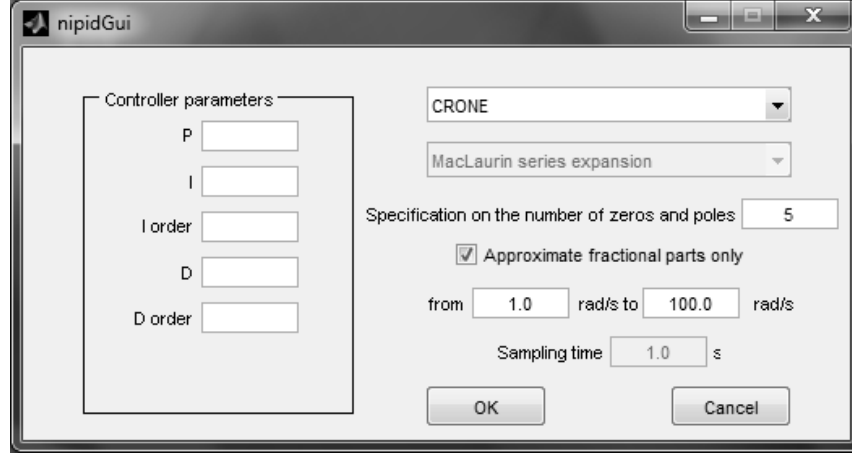 nipidGui
Controller parameters
P
I
I order
D
D order
CRONE
MacLaurin series expansion
Specification on the number of zeros and poles 5
Approximate fractional parts only
from 1.0 rad/s to 100.0 rad/s
Sampling time 1.0 s
OK Cancel